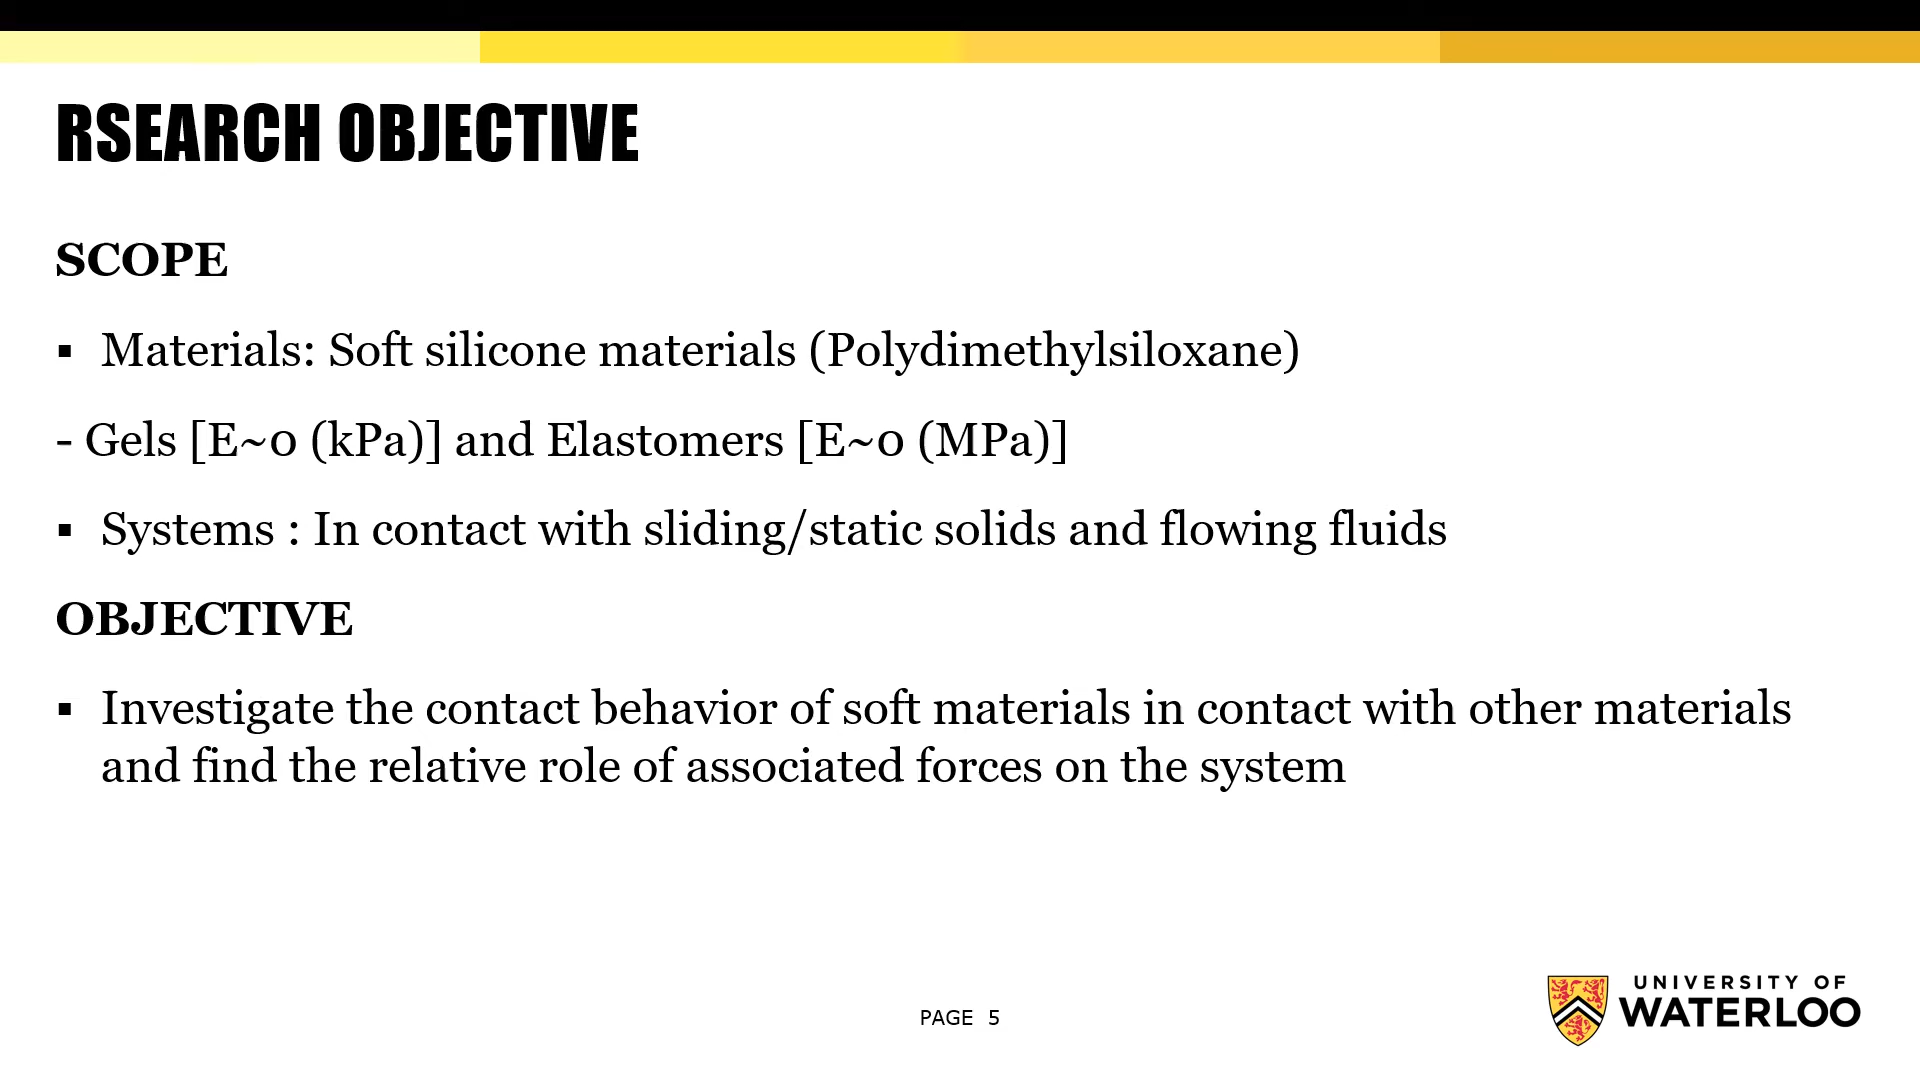 RSEARCH OBJECTIVE
SCOPE
▪ Materials: Soft silicone materials (Polydimethylsiloxane)
- Gels [E~0 (kPa)] and Elastomers [E~0 (MPa)]
▪ Systems : In contact with sliding/static solids and flowing fluids
OBJECTIVE
▪ Investigate the contact behavior of soft materials in contact with other materials
and find the relative role of associated forces on the system
PAGE 5
UNIVERSITY OF
WATERLOO